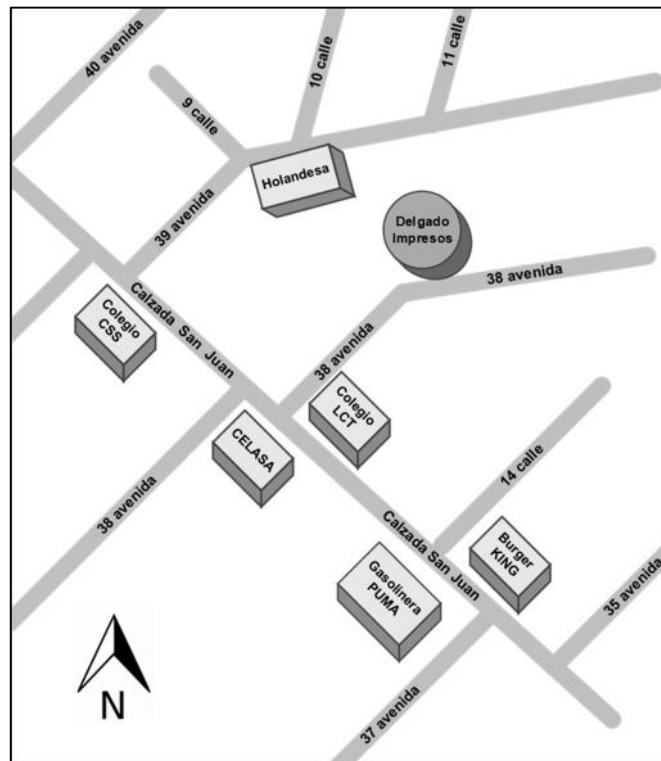 40 avenida
10 calle
11 calle
9 calle
Holandesa
39 avenida
Delgado
Impresos
38 avenida
Colegio
CSS
Calzada San Juan
38 avenida
Colegio
LCT
CELASA
38 avenida
14 calle
Calzada San Juan
Burger
KING
Gasolinera
PUMA
35 avenida
37 avenida
N